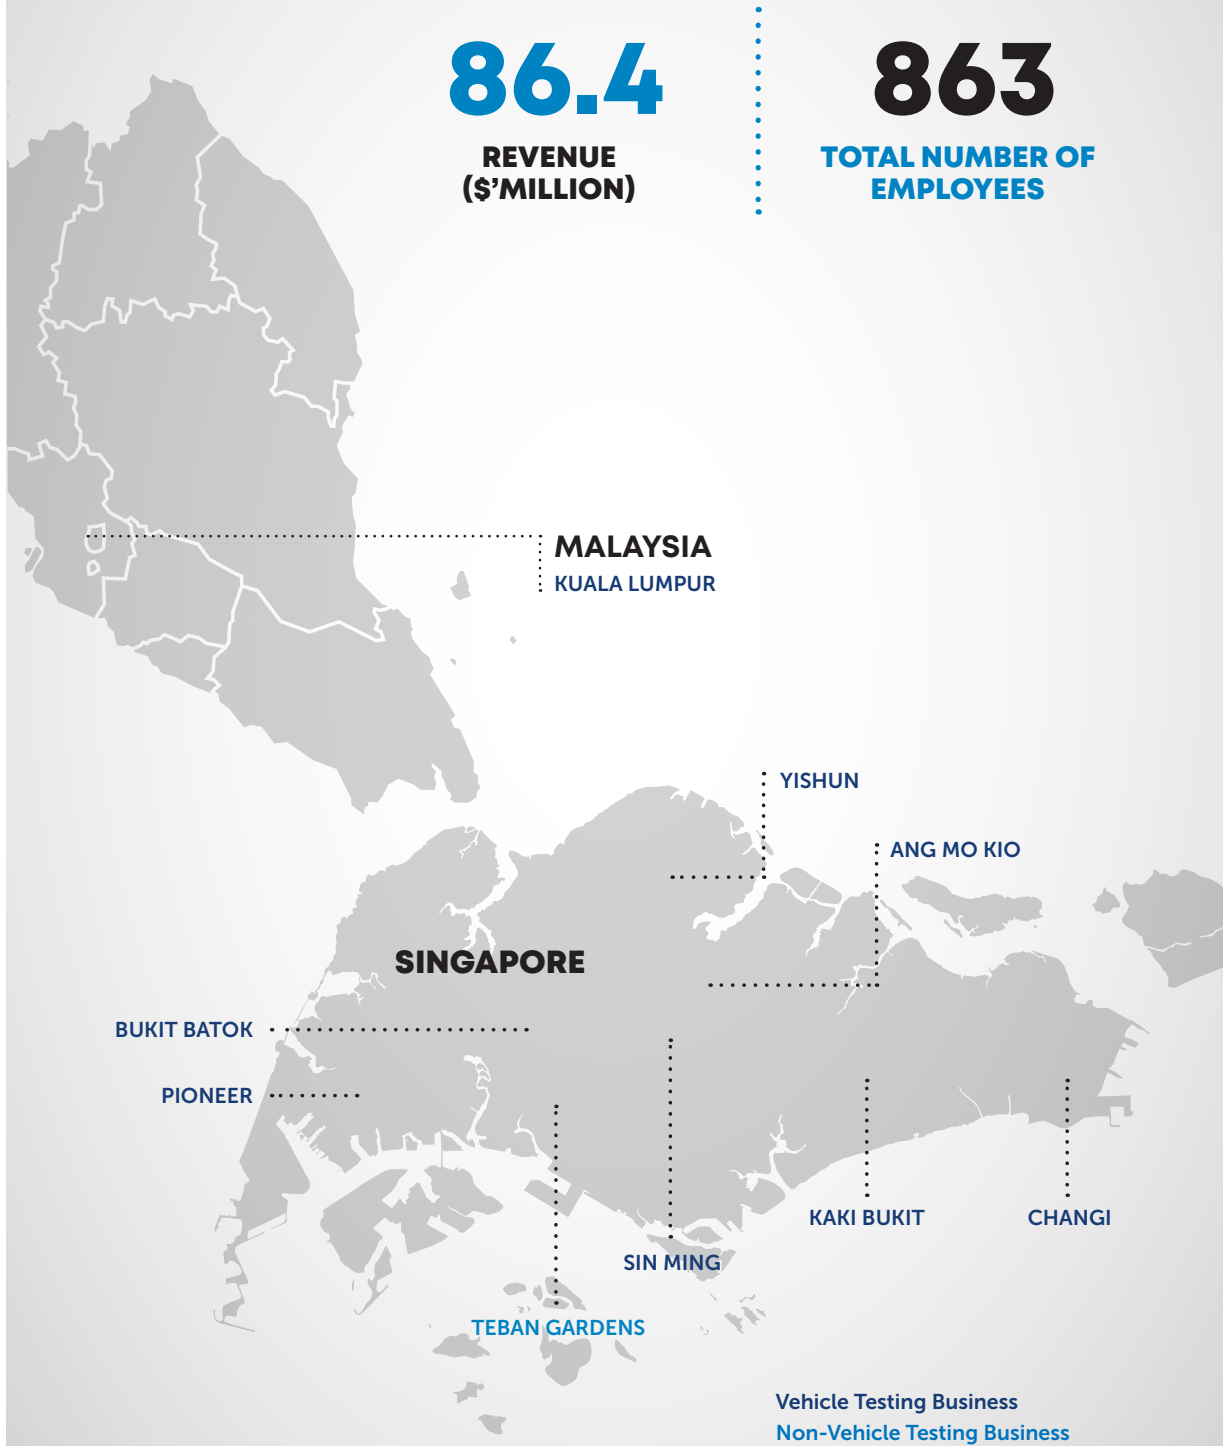 86.4
REVENUE
($’MILLION)
863
TOTAL NUMBER OF
EMPLOYEES
MALAYSIA
KUALA LUMPUR
YISHUN
ANG MO KIO
SINGAPORE
BUKIT BATOK
PIONEER
KAKI BUKIT
CHANGI
SIN MING
TEBAN GARDENS
Vehicle Testing Business
Non-Vehicle Testing Business